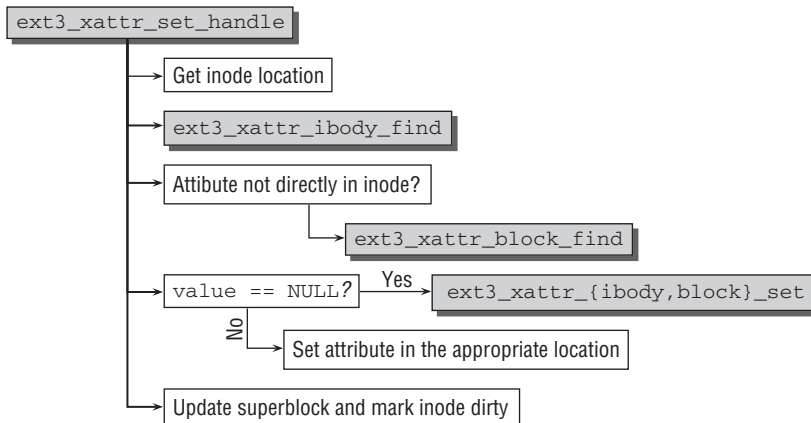 ext3_xattr_set_handle
Get inode location
ext3_xattr_ibody_find
Attibute not directly in inode?
ext3_xattr_block_find
value == NULL?
Yes
ext3_xattr_{ibody,block}_set
No
Set attribute in the appropriate location
Update superblock and mark inode dirty